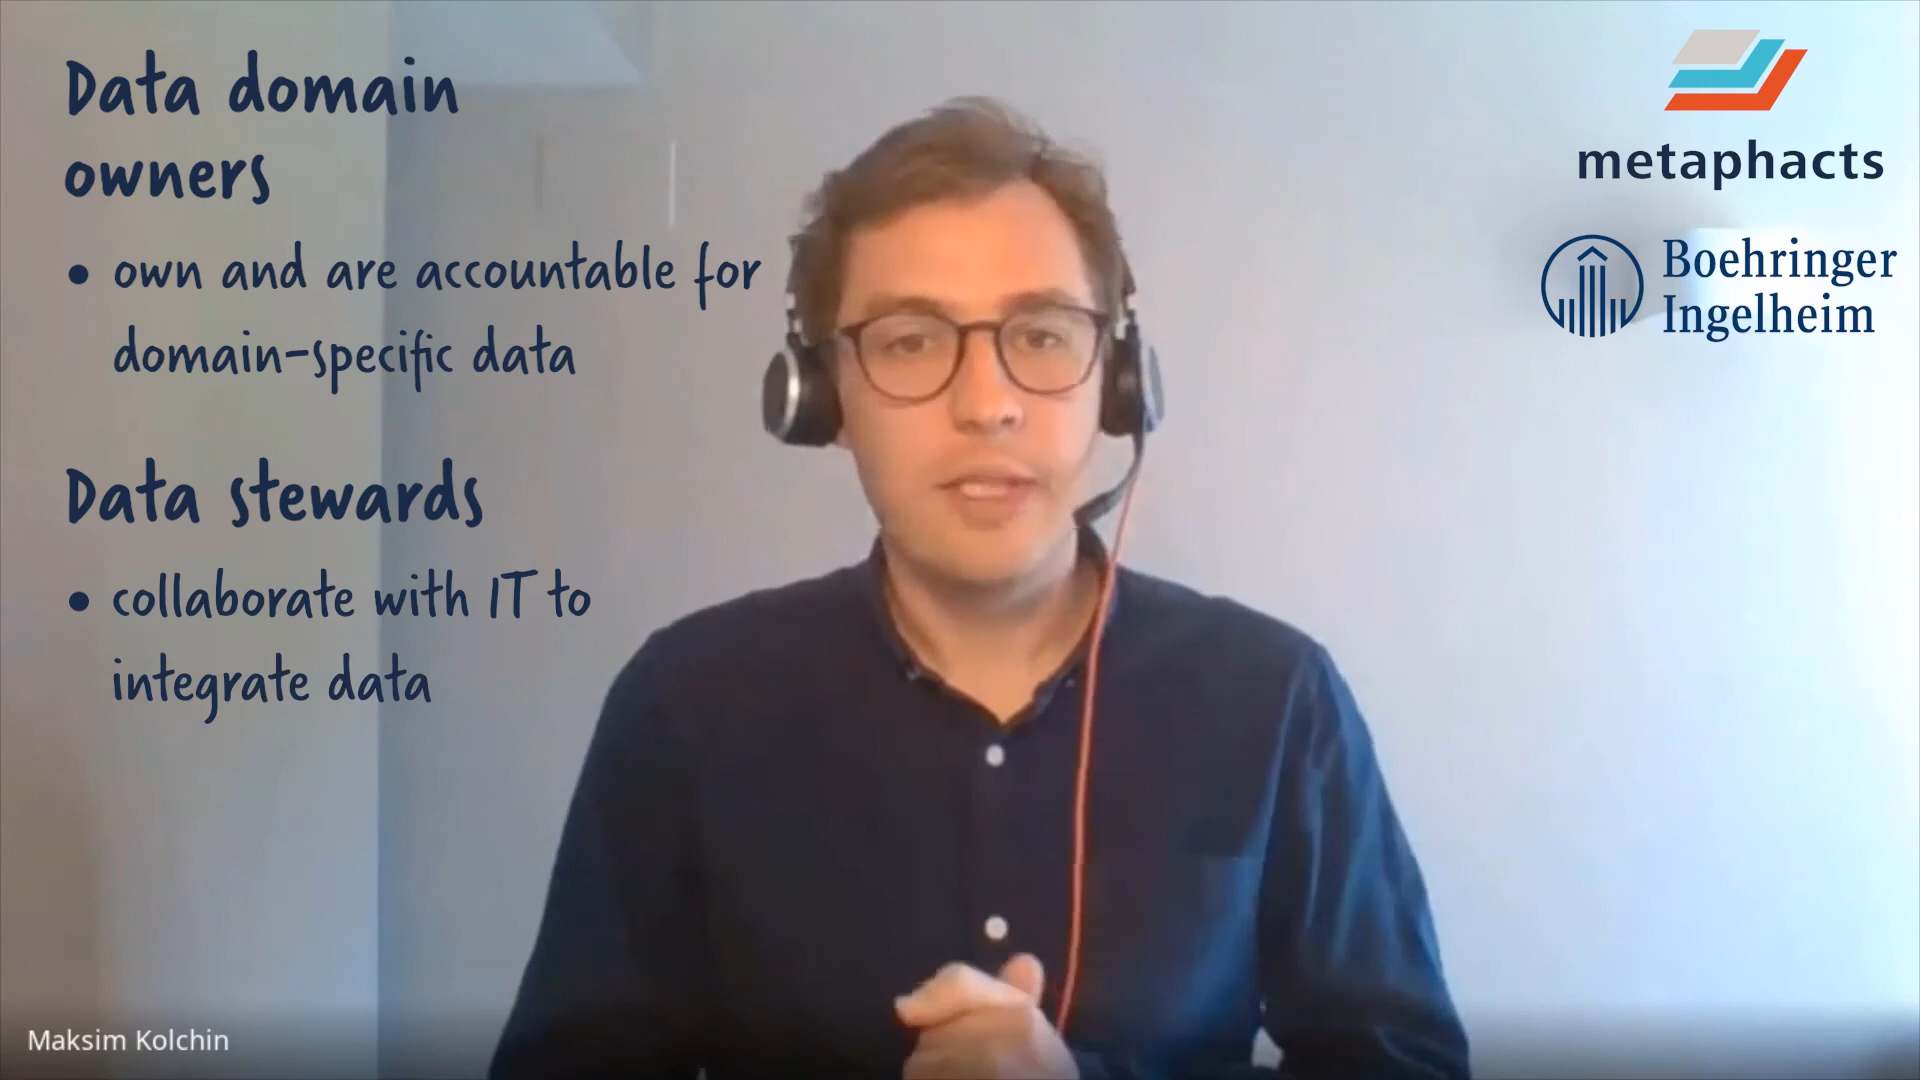 Data domain
owners
• own and are accountable for
domain-specific data
Data stewards
• collaborate with IT to
integrate data
metaphacts
Boehringer
Ingelheim
Maksim Kolchin